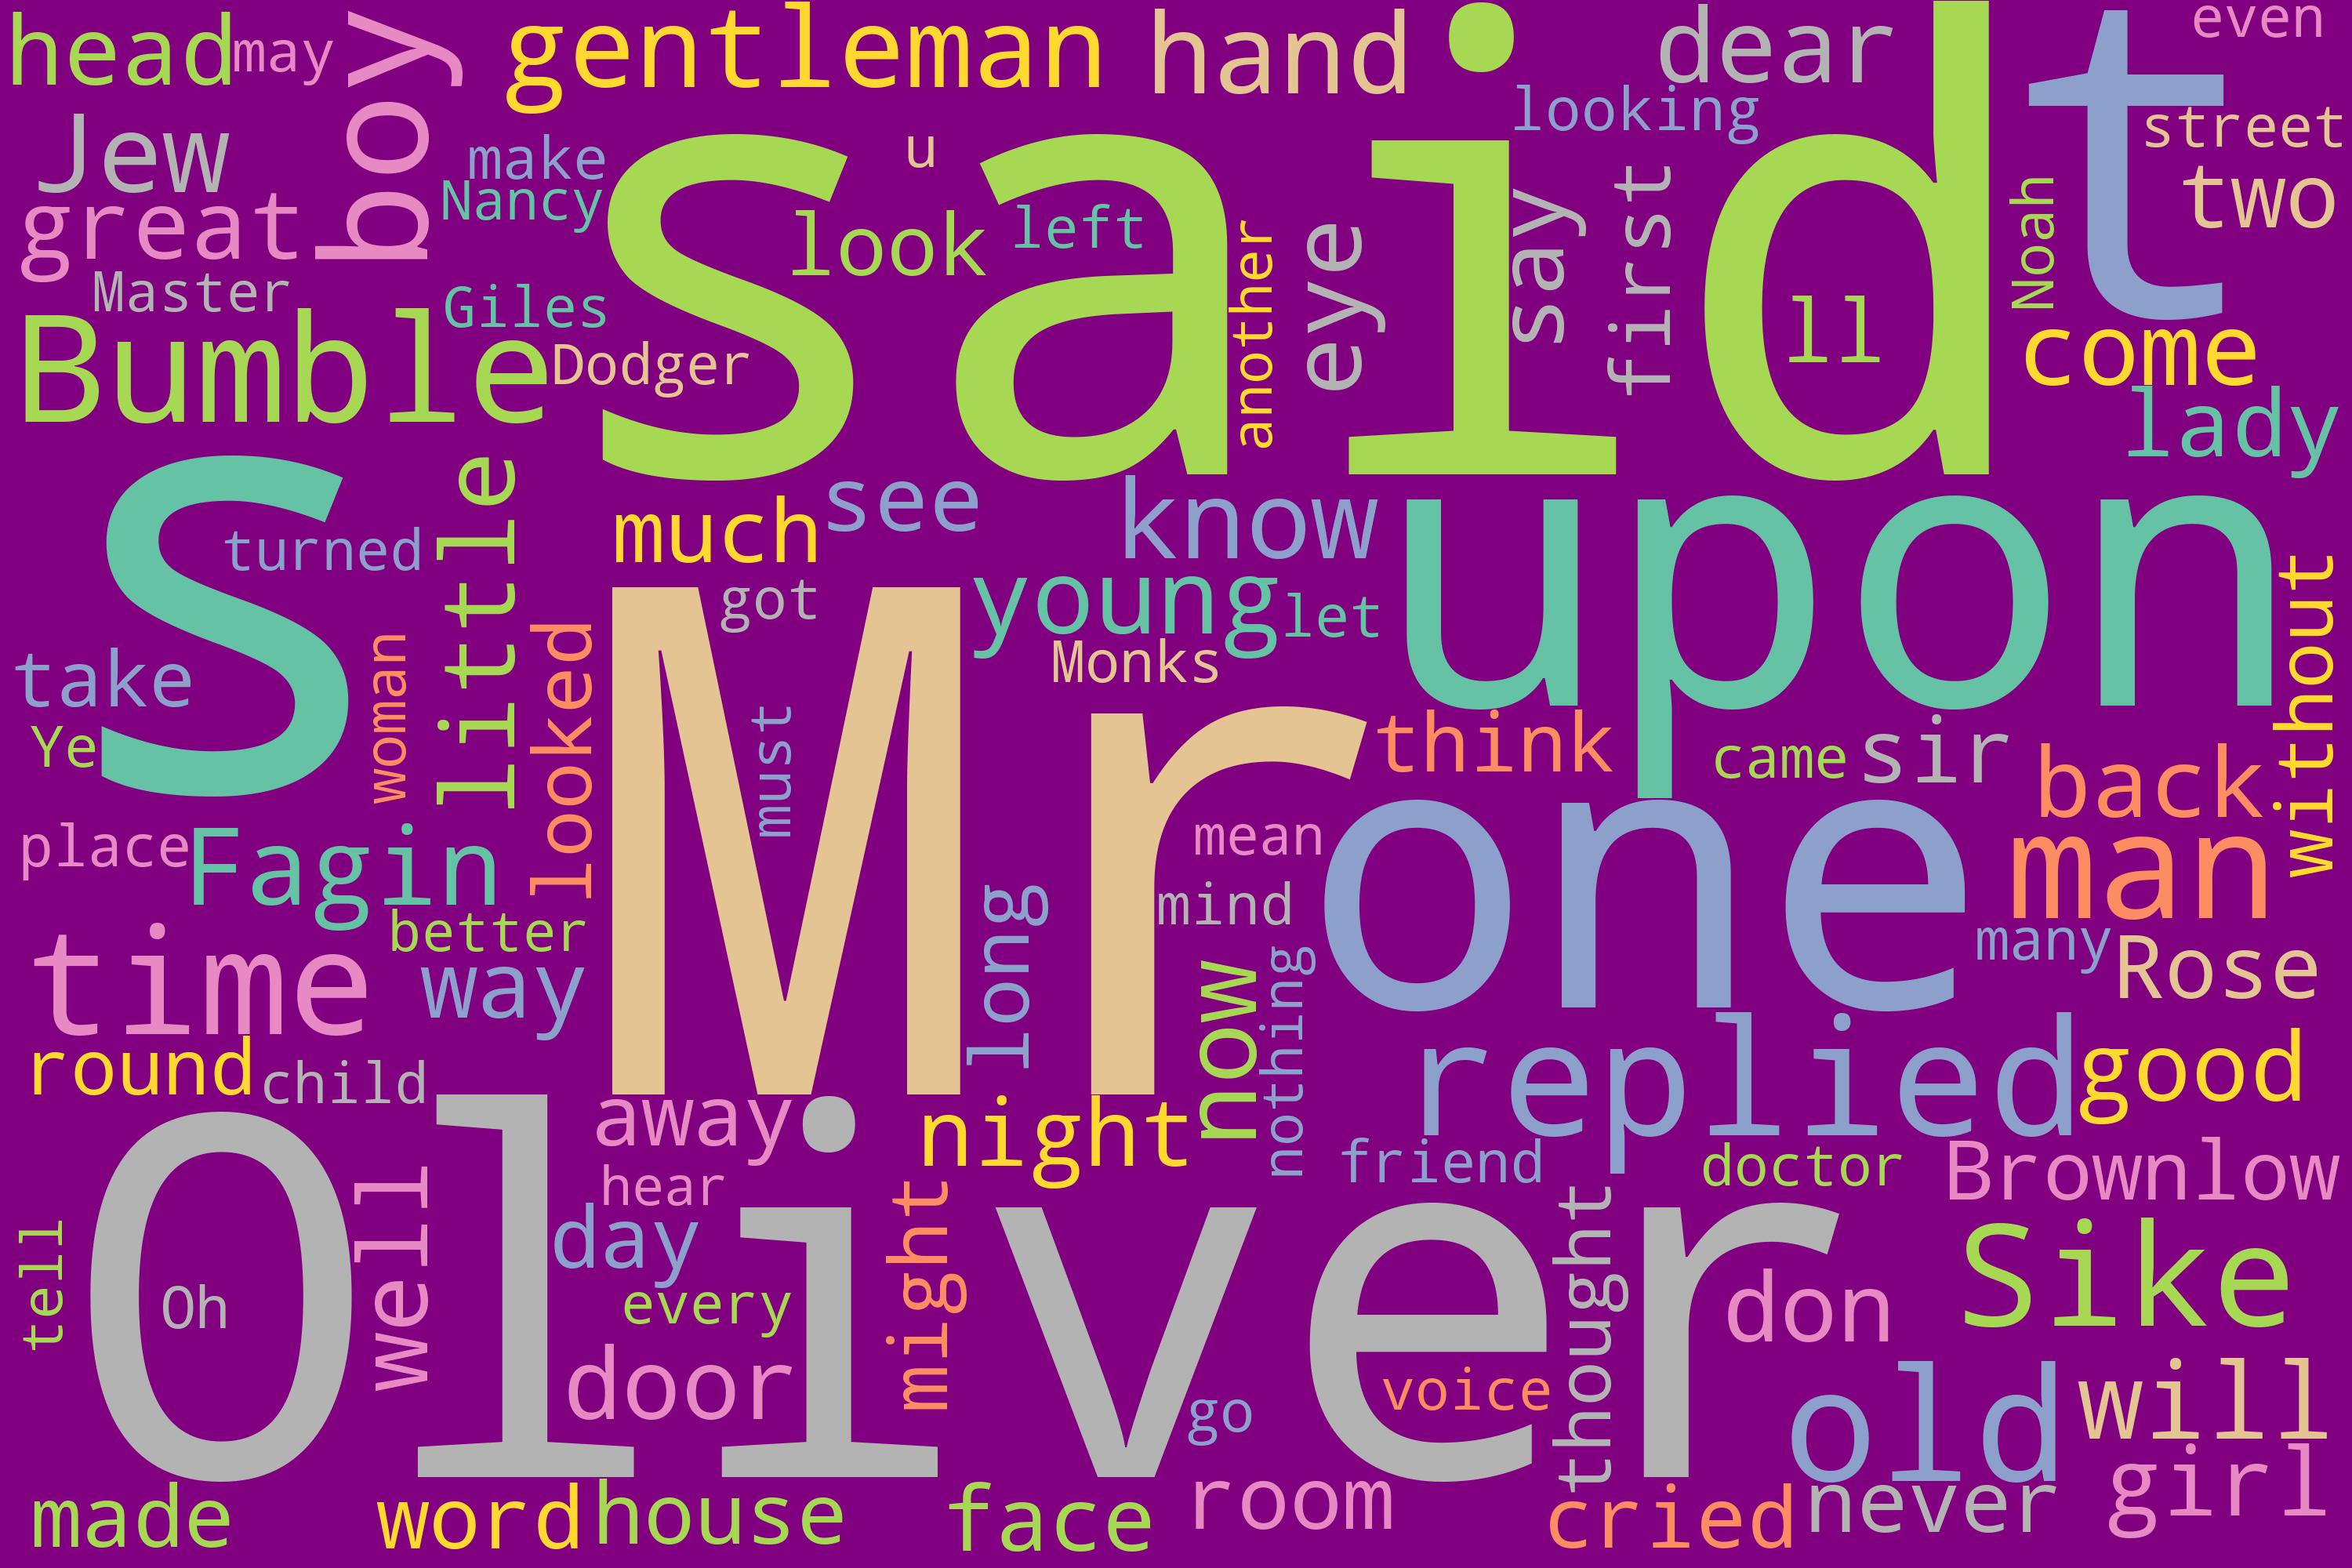 head
may
boy
gentleman
hand
dear
even
looking
t
street
Jew
make
u
said
two
great
Nancy
look
left
another
eye
say
first
Noah
Master
Giles
ll
Bumble
Dodger
come
lady
s
turned
little
much
see
know
upon
got
young
let
without
take
woman
looked
Mr
Monks
must
think
came
sir
Ye
back
place
Fagin
mean
one
man
better
long
mind
many
time
way
now
nothing
Rose
round
child
replied
good
Oliver
away
night
friend
doctor
Brownlow
well
hear
might
thought
tell
Oh
day
every
don
Sike
door
voice
go
old
will
made
word
house
face
room
cried
never
girl